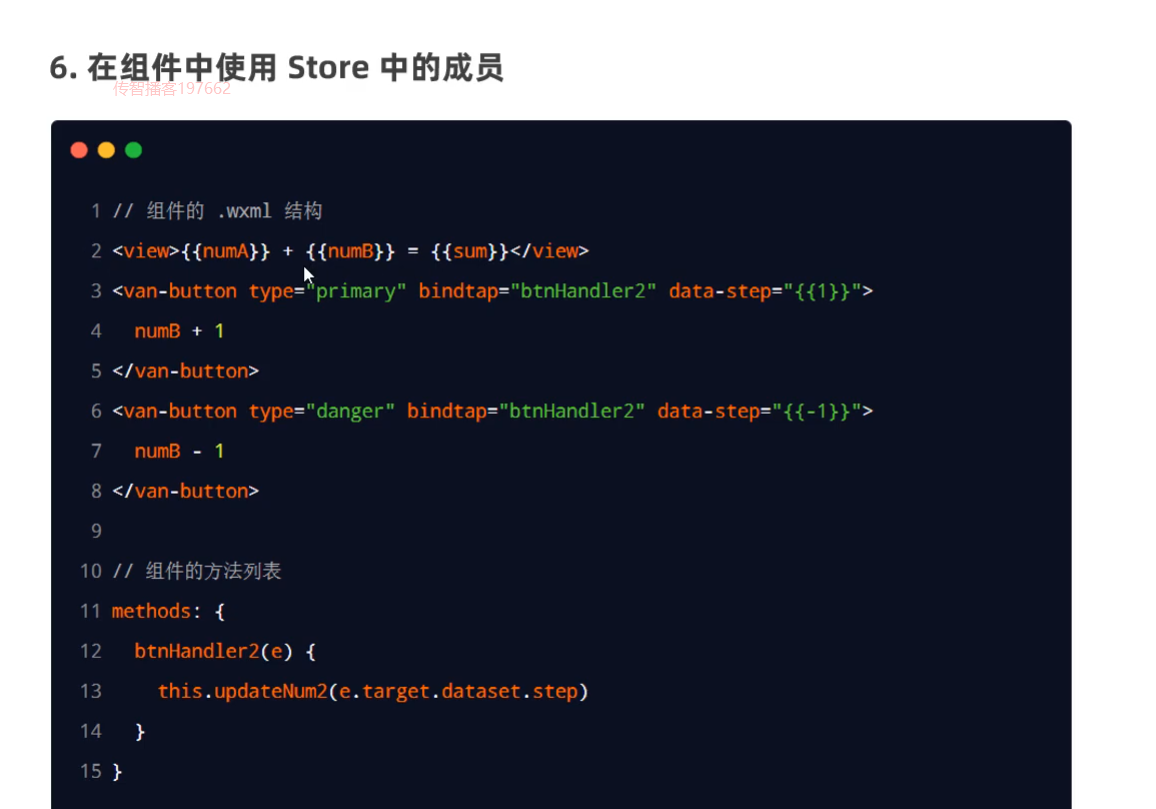 6. 在组件中使用 Store 中的成员
传智播客197662
1 // 组件的 .wxml 结构
2 <view>{{numA}} + {{numB}} = {{sum}}</view>
3 <van-button type="primary" bindtap="btnHandler2" data-step="{{1}}">
4   numB + 1
5 </van-button>
6 <van-button type="danger" bindtap="btnHandler2" data-step="{{-1}}">
7   numB - 1
8 </van-button>
9
10 // 组件的方法列表
11 methods: {
12   btnHandler2(e) {
13     this.updateNum2(e.target.dataset.step)
14   }
15 }